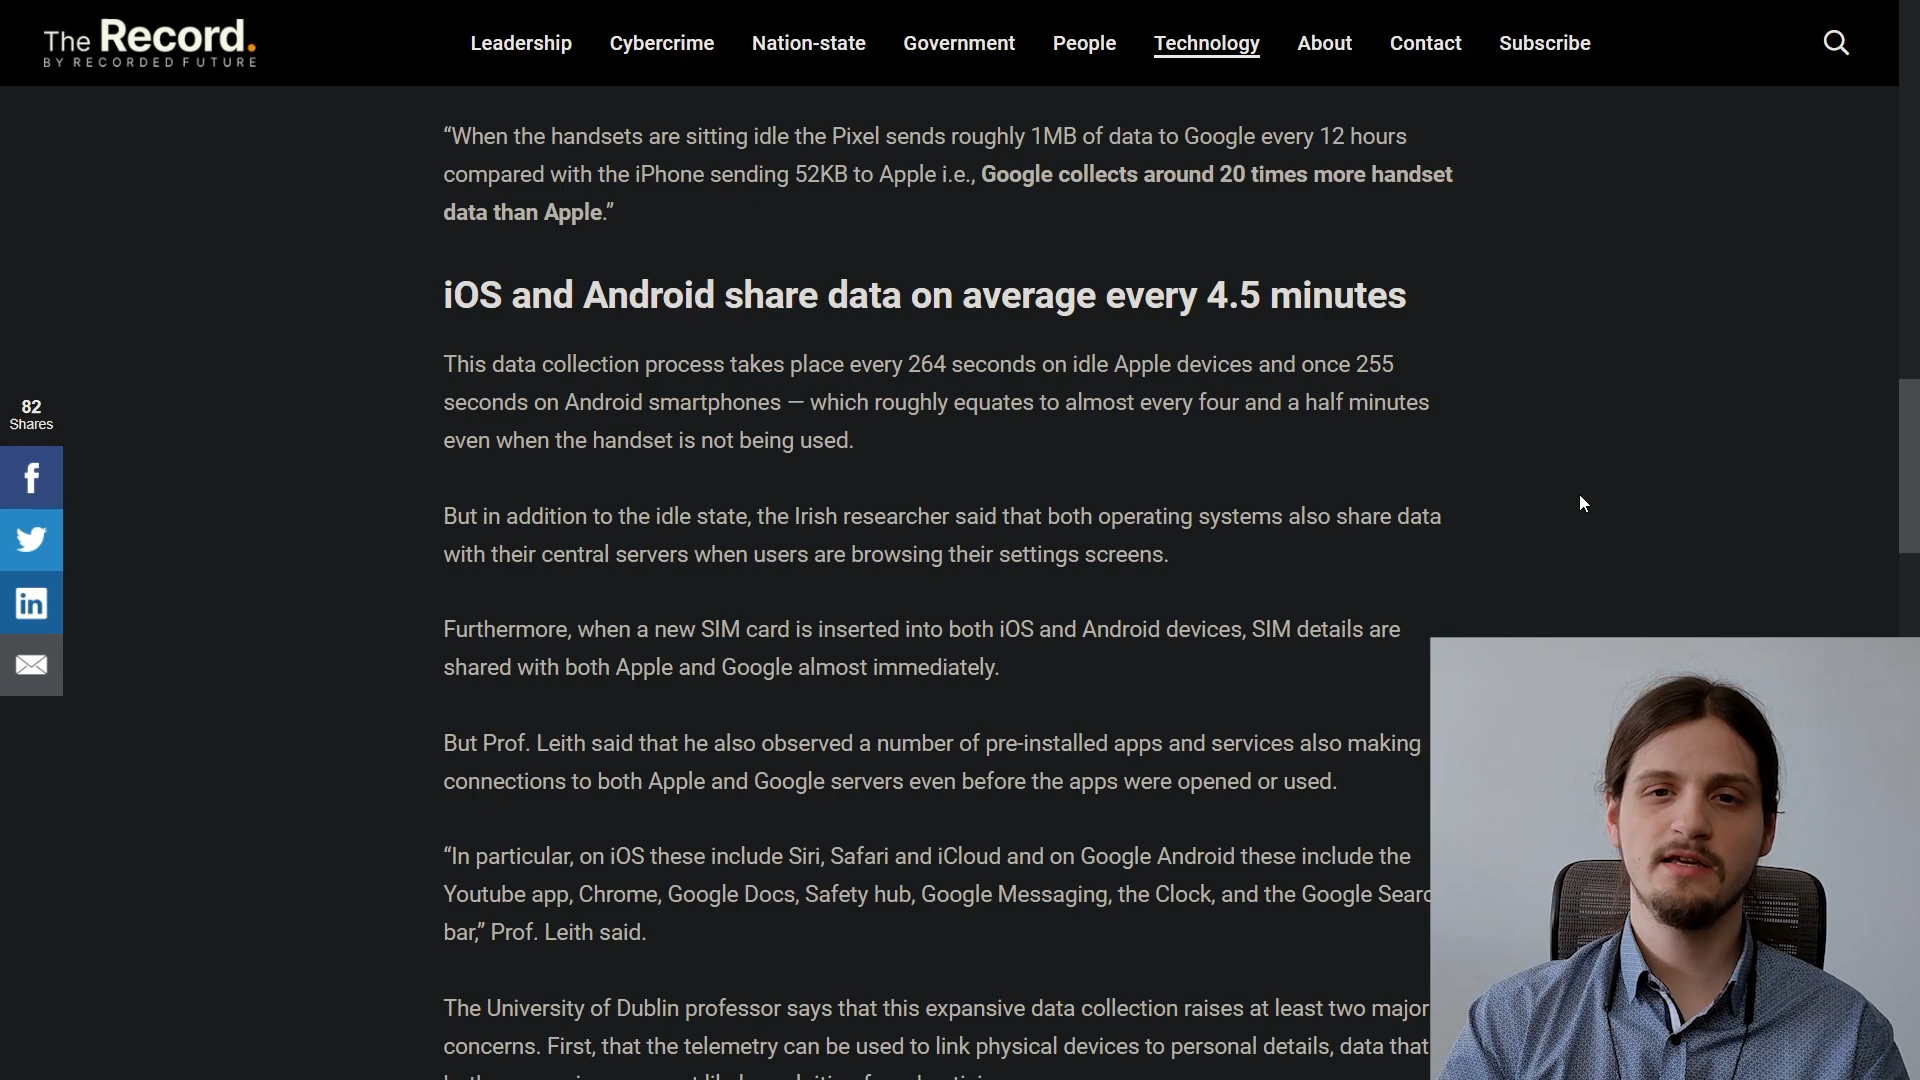 The Record.
BY RECORDED FUTURE
Leadership Cybercrime Nation-state Government People Technology About Contact Subscribe
“When the handsets are sitting idle the Pixel sends roughly 1MB of data to Google every 12 hours
compared with the iPhone sending 52KB to Apple i.e., Google collects around 20 times more handset
data than Apple.”
iOS and Android share data on average every 4.5 minutes
This data collection process takes place every 264 seconds on idle Apple devices and once 255
seconds on Android smartphones — which roughly equates to almost every four and a half minutes
even when the handset is not being used.
82
Shares
But in addition to the idle state, the Irish researcher said that both operating systems also share data
with their central servers when users are browsing their settings screens.
Furthermore, when a new SIM card is inserted into both iOS and Android devices, SIM details are
shared with both Apple and Google almost immediately.
But Prof. Leith said that he also observed a number of pre-installed apps and services also making
connections to both Apple and Google servers even before the apps were opened or used.
“In particular, on iOS these include Siri, Safari and iCloud and on Google Android these include the
Youtube app, Chrome, Google Docs, Safety hub, Google Messaging, the Clock, and the Google Searc
bar,” Prof. Leith said.
The University of Dublin professor says that this expansive data collection raises at least two major
concerns. First, that the telemetry can be used to link physical devices to personal details, data that